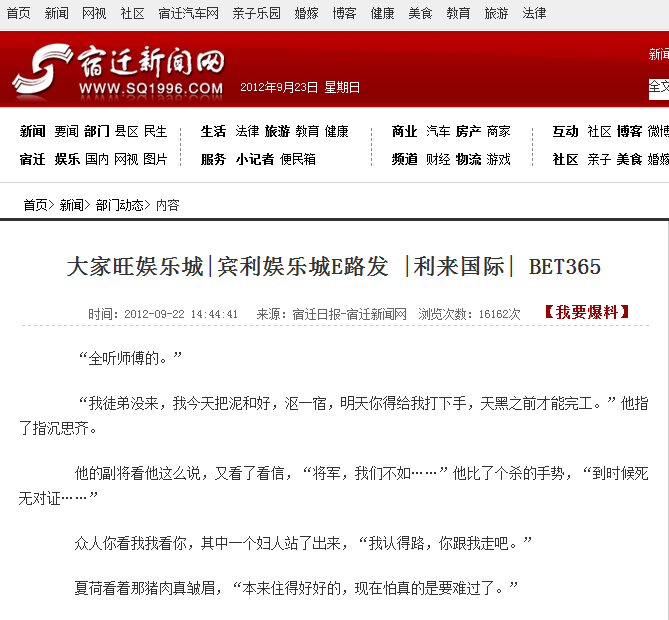 首页 新闻 网视 社区 宿迁汽车网 亲子乐园 婚嫁 博客 健康 美食 教育 旅游 法律
新闻
宿迁新闻网
WWW.SQ1996.COM 2012年9月23日 星期日
全文
新闻 要闻 部门 县区 民生 生活 法律 旅游 教育 健康 商业 汽车 房产 商家 互动 社区 博客 微博
宿迁 娱乐 国内 网视 图片 服务 小记者 便民箱 频道 财经 物流 游戏 社区 亲子 美食 婚嫁
首页> 新闻> 部门动态> 内容
大家旺娱乐城|宾利娱乐城E路发 |利来国际| BET365
时间：2012-09-22 14:44:41 来源：宿迁日报-宿迁新闻网 浏览次数：16162次 【我要爆料】
“全听师傅的。”
“我徒弟没来，我今天把泥和好，沤一宿，明天你得给我打下手，天黑之前才能完工。”他指
了指沉思齐。
他的副将看他这么说，又看了看信，“将军，我们不如……”他比了个杀的手势，“到时候死
无对证……”
众人你看我我看你，其中一个妇人站了出来，“我认得路，你跟我走吧。”
夏荷看着那猪肉真皱眉，“本来住得好好的，现在怕真的是要难过了。”